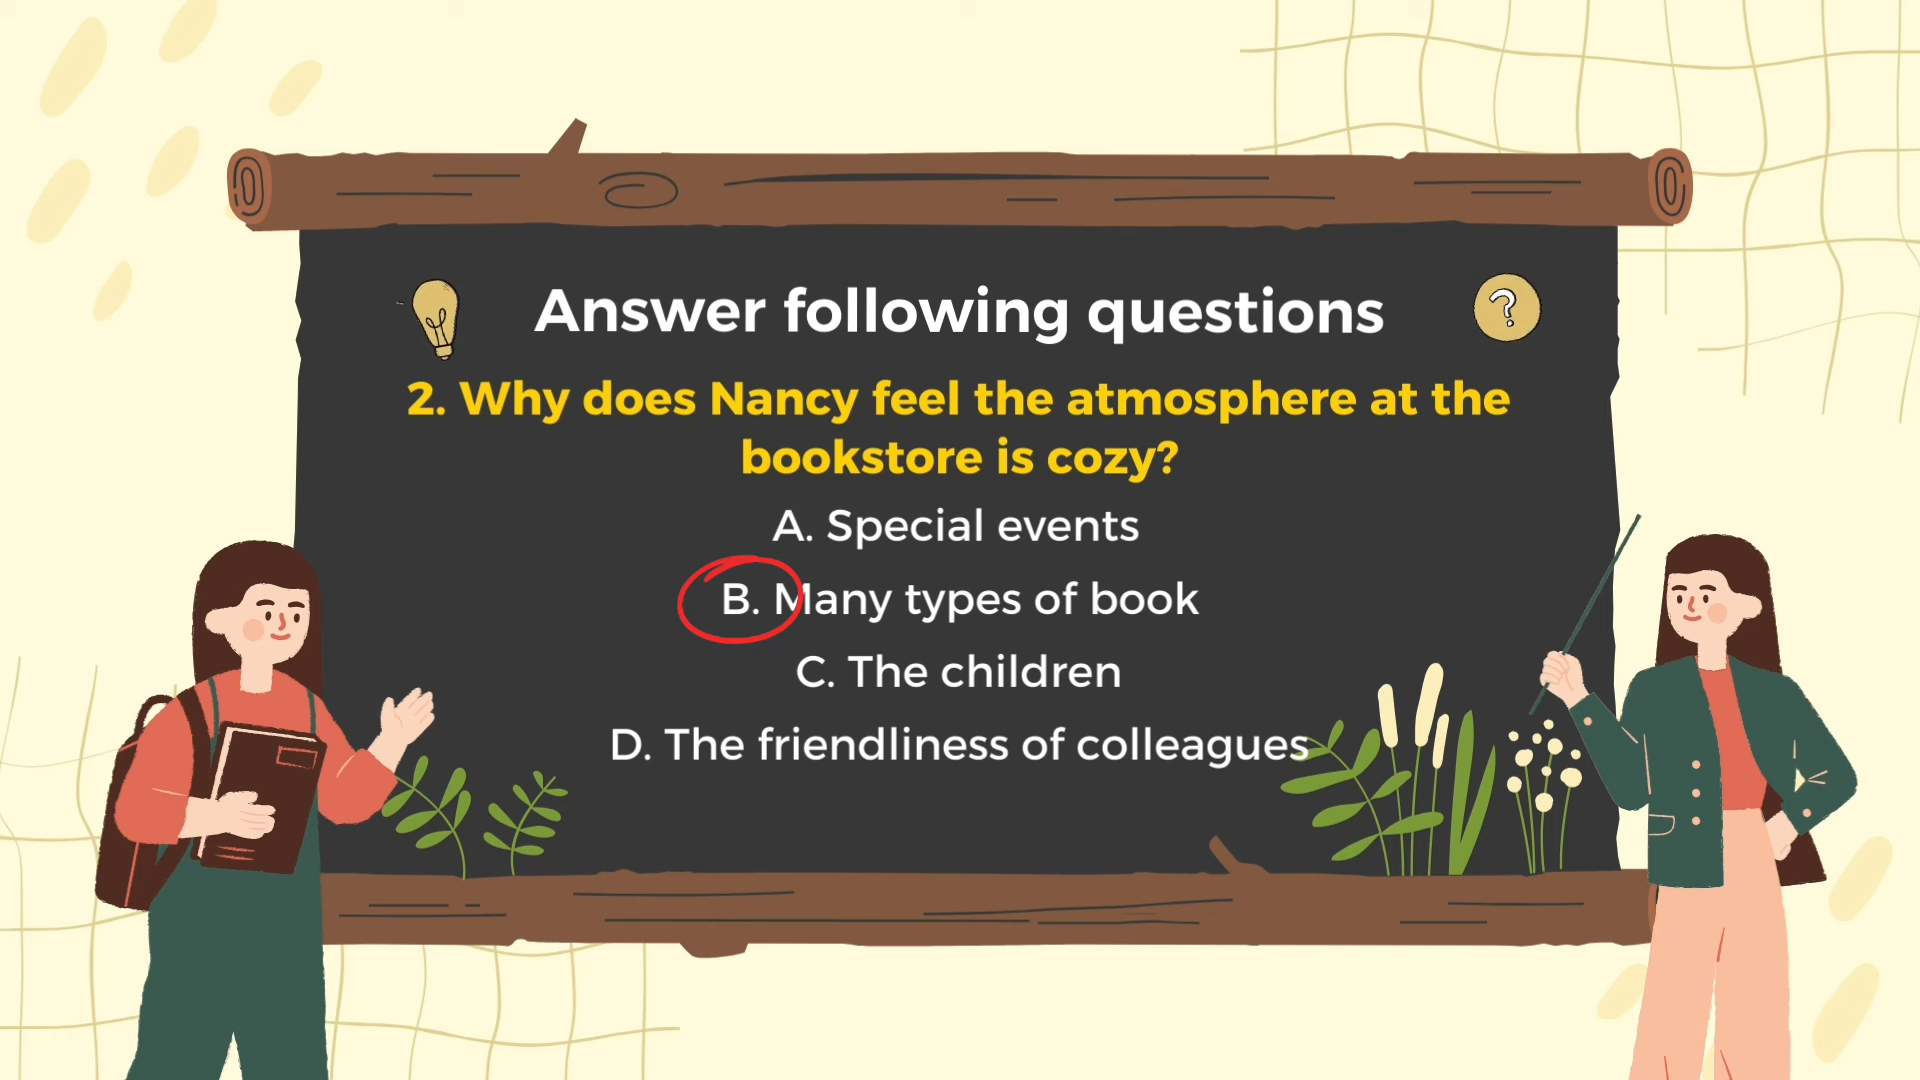 Answer following questions
?
2. Why does Nancy feel the atmosphere at the
bookstore is cozy?
A. Special events
B. Many types of book
C. The children
D. The friendliness of colleagues